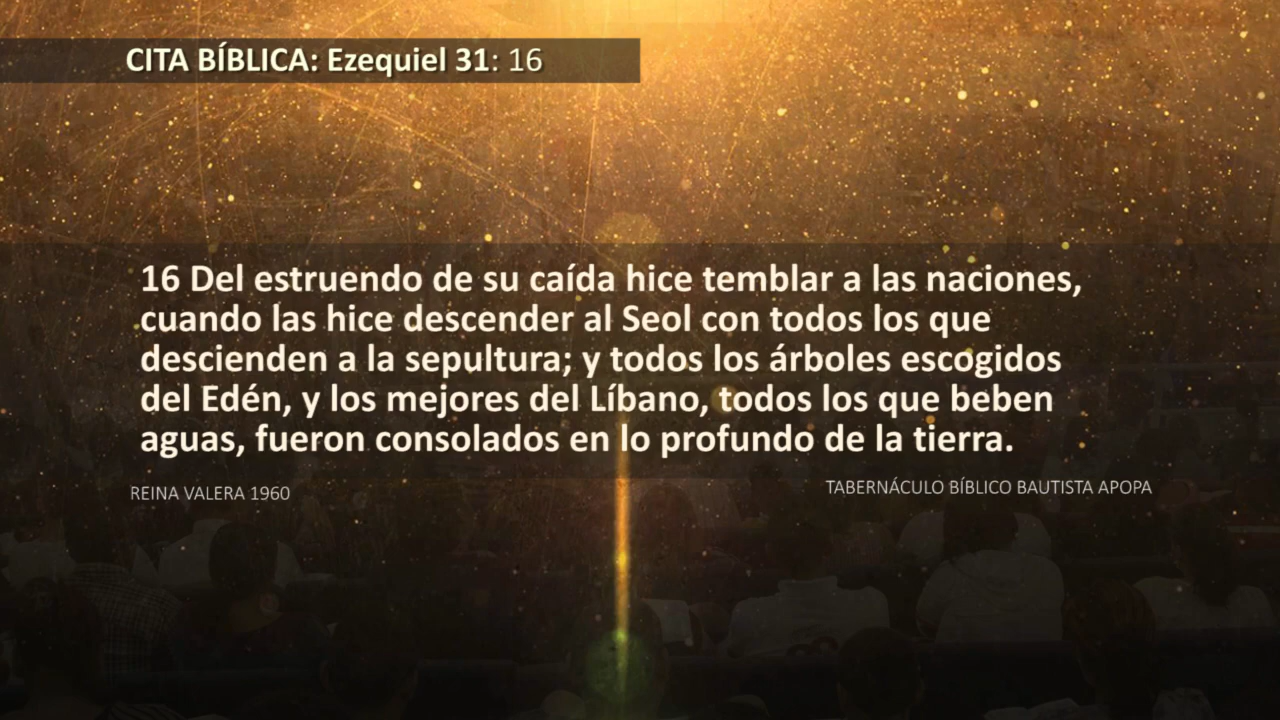 CITA BÍBLICA: Ezequiel 31: 16
16 Del estruendo de su caída hice temblar a las naciones,
cuando las hice descender al Seol con todos los que
descienden a la sepultura; y todos los árboles escogidos
del Edén, y los mejores del Líbano, todos los que beben
aguas, fueron consolados en lo profundo de la tierra.
REINA VALERA 1960
TABERNÁCULO BÍBLICO BAUTISTA APOPA